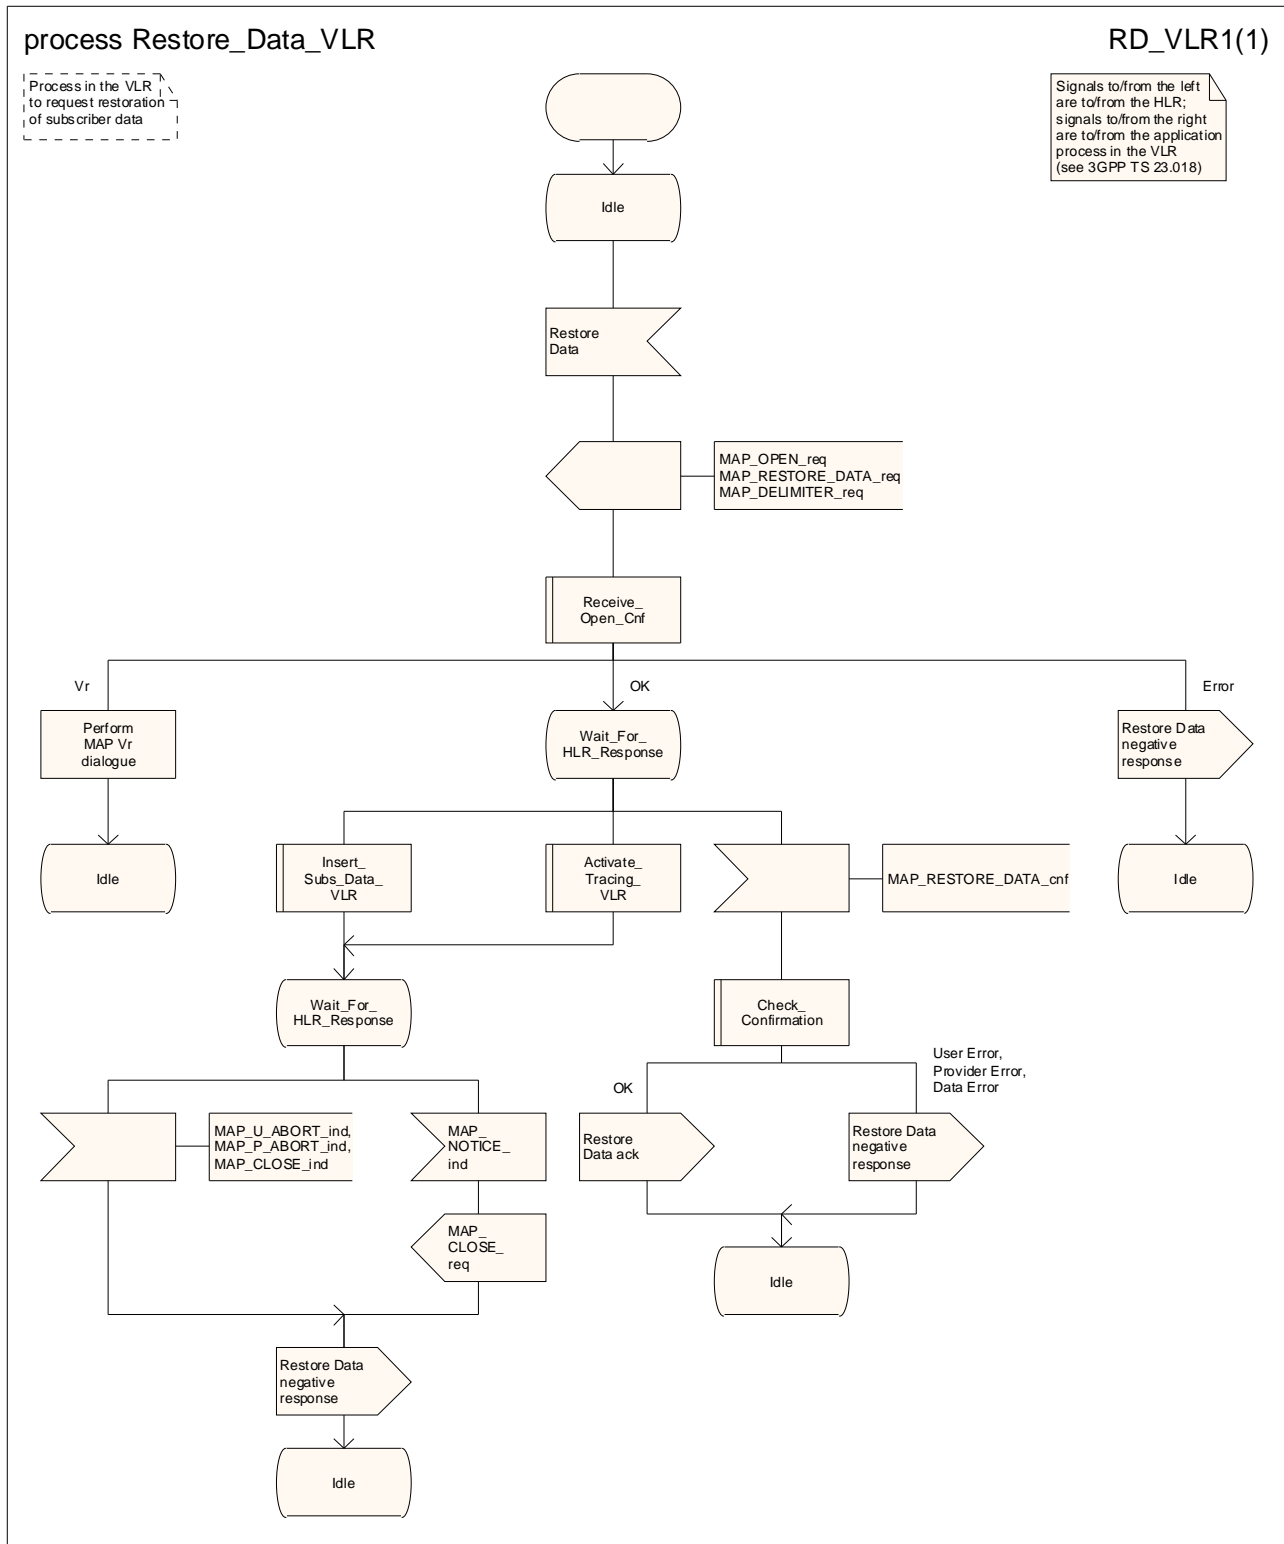 process Restore_Data_VLR
RD_VLR1(1)
Process in the VLR
to request restoration
of subscriber data
Signals to/from the left
are to/from the HLR;
signals to/from the right
are to/from the application
process in the VLR
(see 3GPP TS 23.018)
Idle
Restore
Data
MAP_OPEN_req
MAP_RESTORE_DATA_req
MAP_DELIMITER_req
Receive_
Open_Cnf
Vr
OK
Error
Perform
MAP Vr
dialogue
Wait_For_
HLR_Response
Restore Data
negative
response
Idle
Insert_
Subs_Data_
VLR
Activate_
Tracing_
VLR
MAP_RESTORE_DATA_cnf
Idle
Wait_For_
HLR_Response
Check_
Confirmation
OK
User Error,
Provider Error,
Data Error
MAP_U_ABORT_ind,
MAP_P_ABORT_ind,
MAP_CLOSE_ind
MAP_
NOTICE_
ind
Restore
Data ack
Restore Data
negative
response
MAP_
CLOSE_
req
Idle
Restore Data
negative
response
Idle